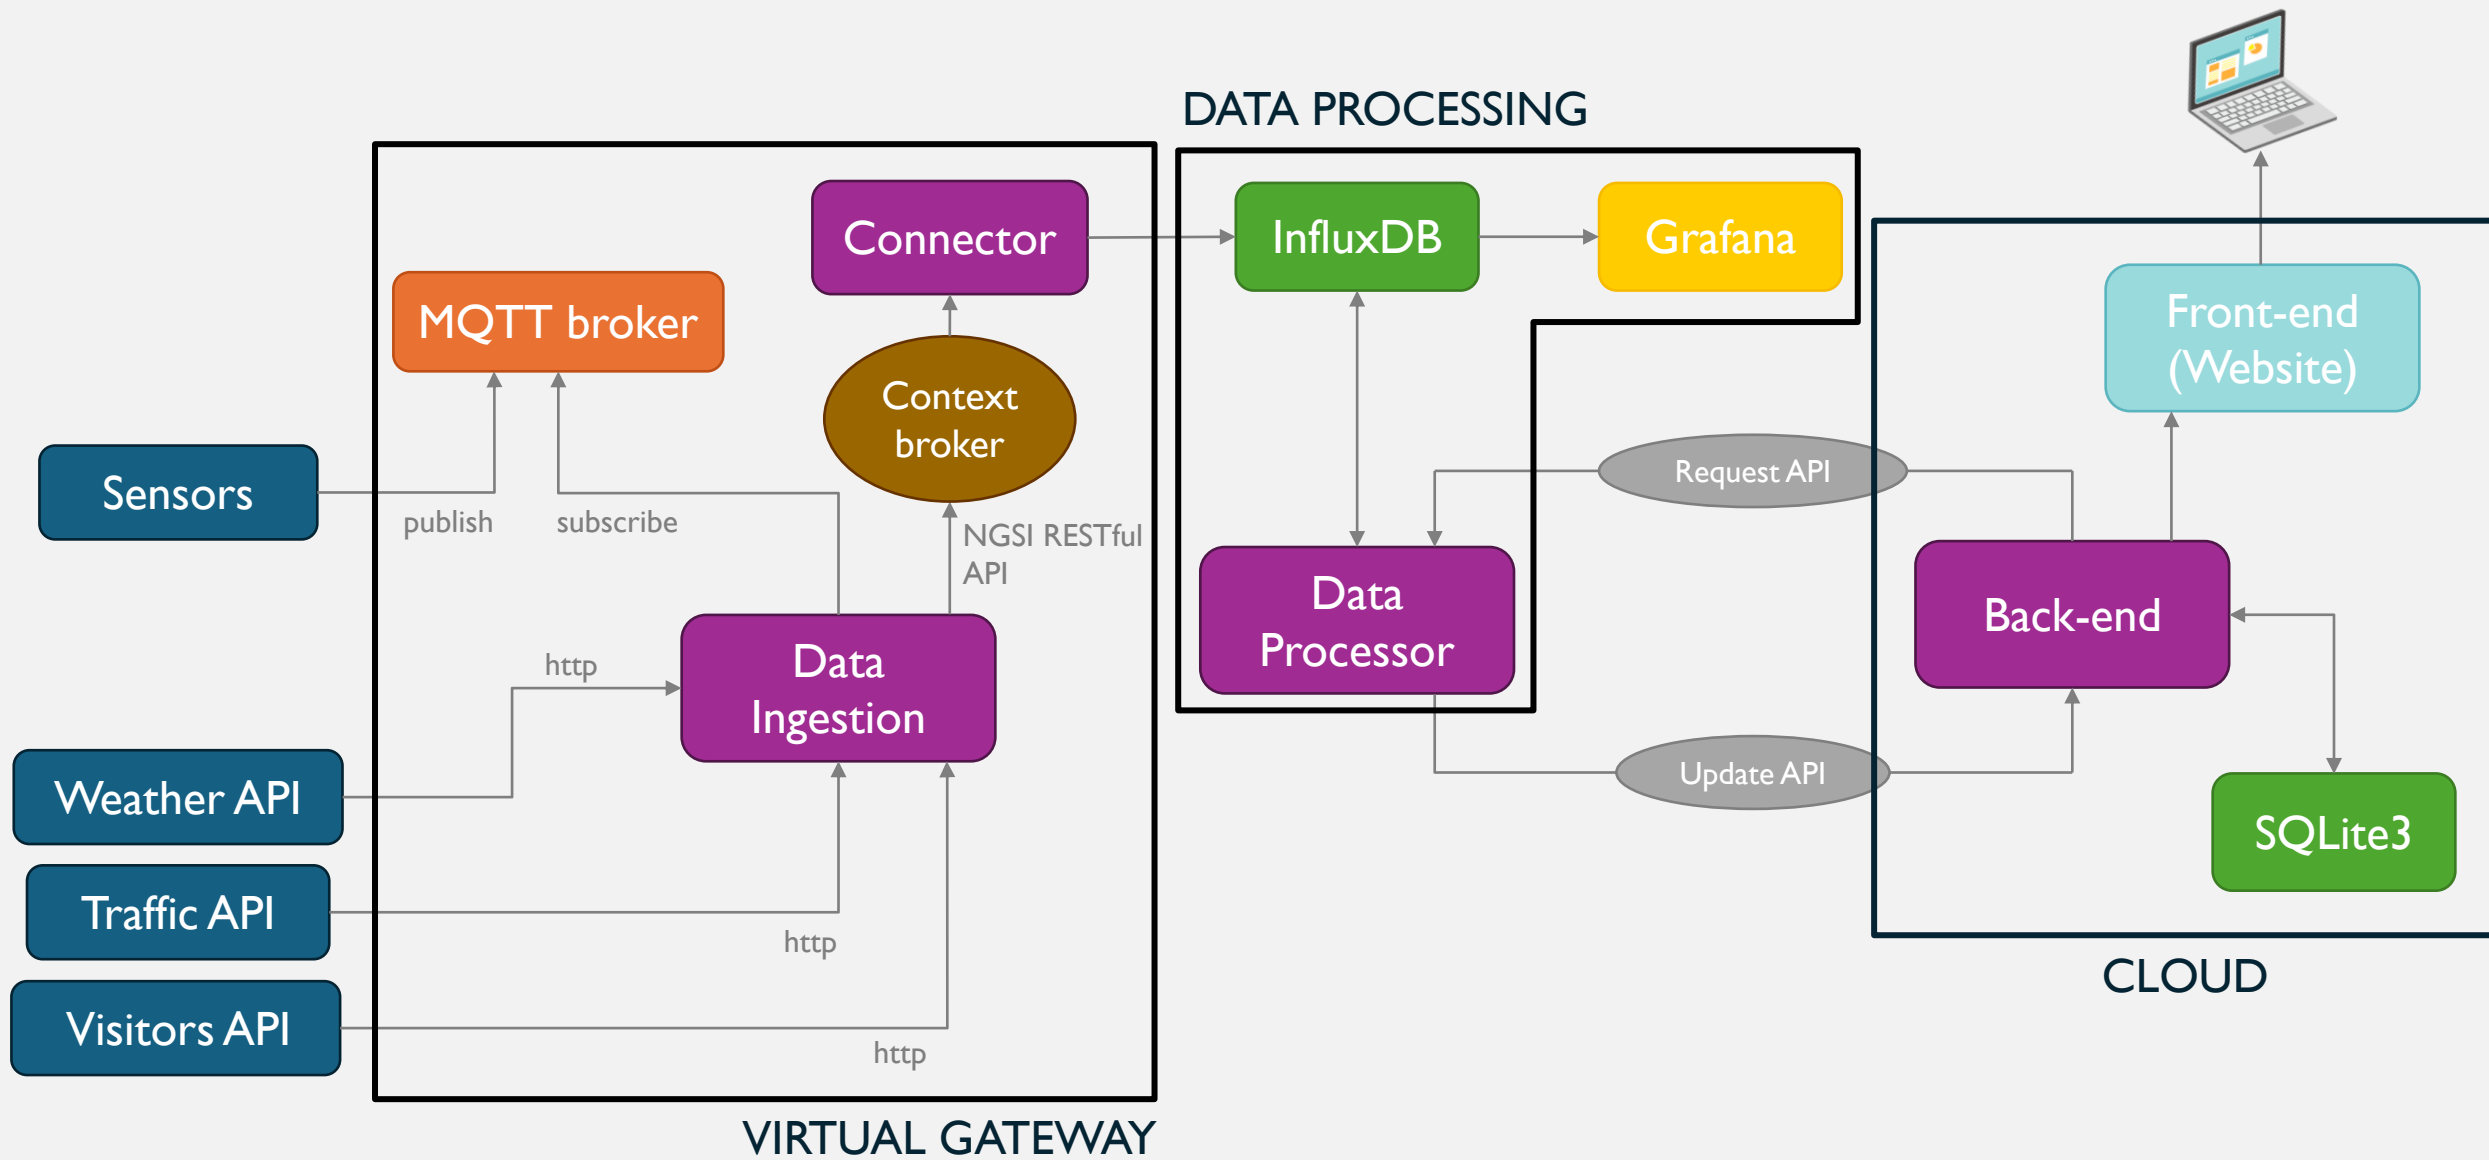 DATA PROCESSING
Connector
InfluxDB
Grafana
MQTT broker
Front-end
(Website)
Context
broker
Request API
Sensors
publish
subscribe
NGSI RESTful
API
Data
Processor
Back-end
http
Data
Ingestion
Weather API
Update API
SQLite3
Traffic API
http
CLOUD
Visitors API
http
VIRTUAL GATEWAY